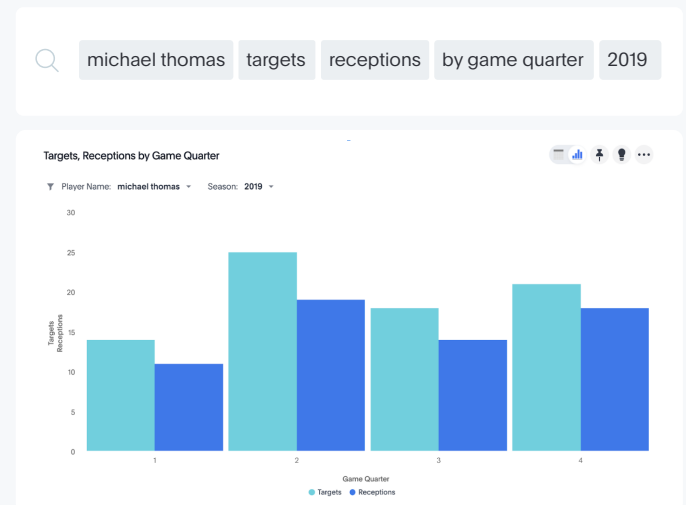 michael thomas targets receptions by game quarter 2019
Targets, Receptions by Game Quarter
Player Name: michael thomas Season: 2019
30
25
20
15
10
5
0
Targets
Receptions
1 2 3 4
Game Quarter
Targets Receptions